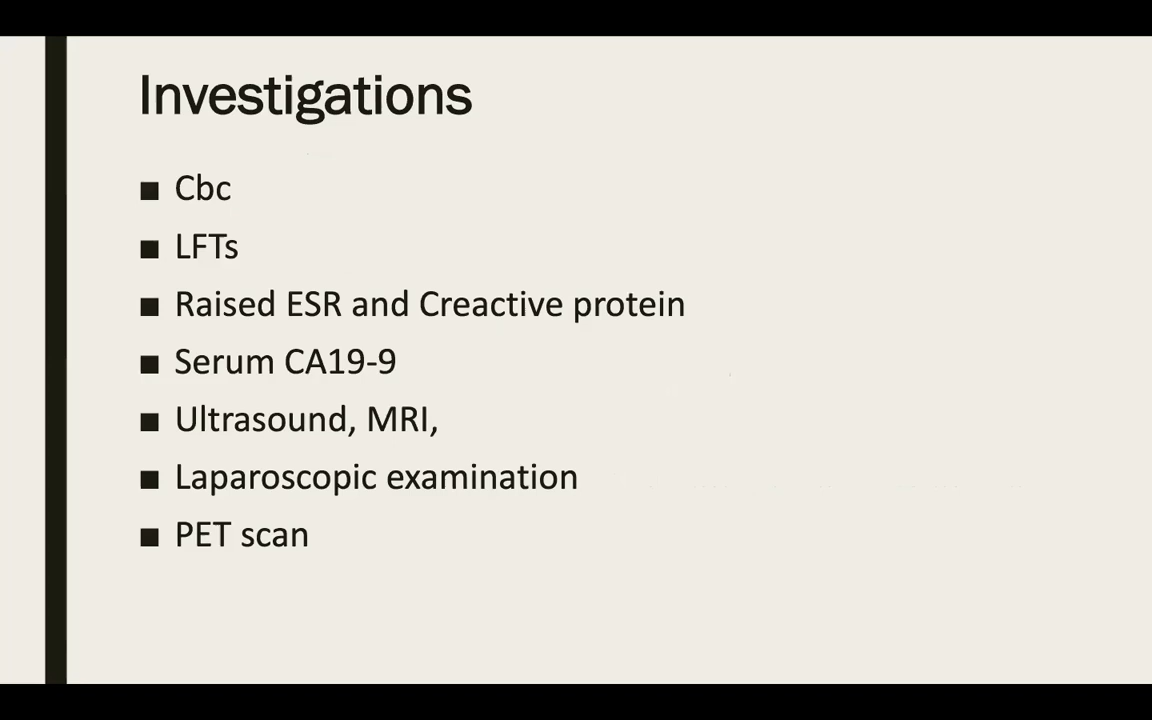 Investigations
Cbc
LFTs
Raised ESR and Creactive protein
Serum CA19-9
Ultrasound, MRI,
Laparoscopic examination
PET scan